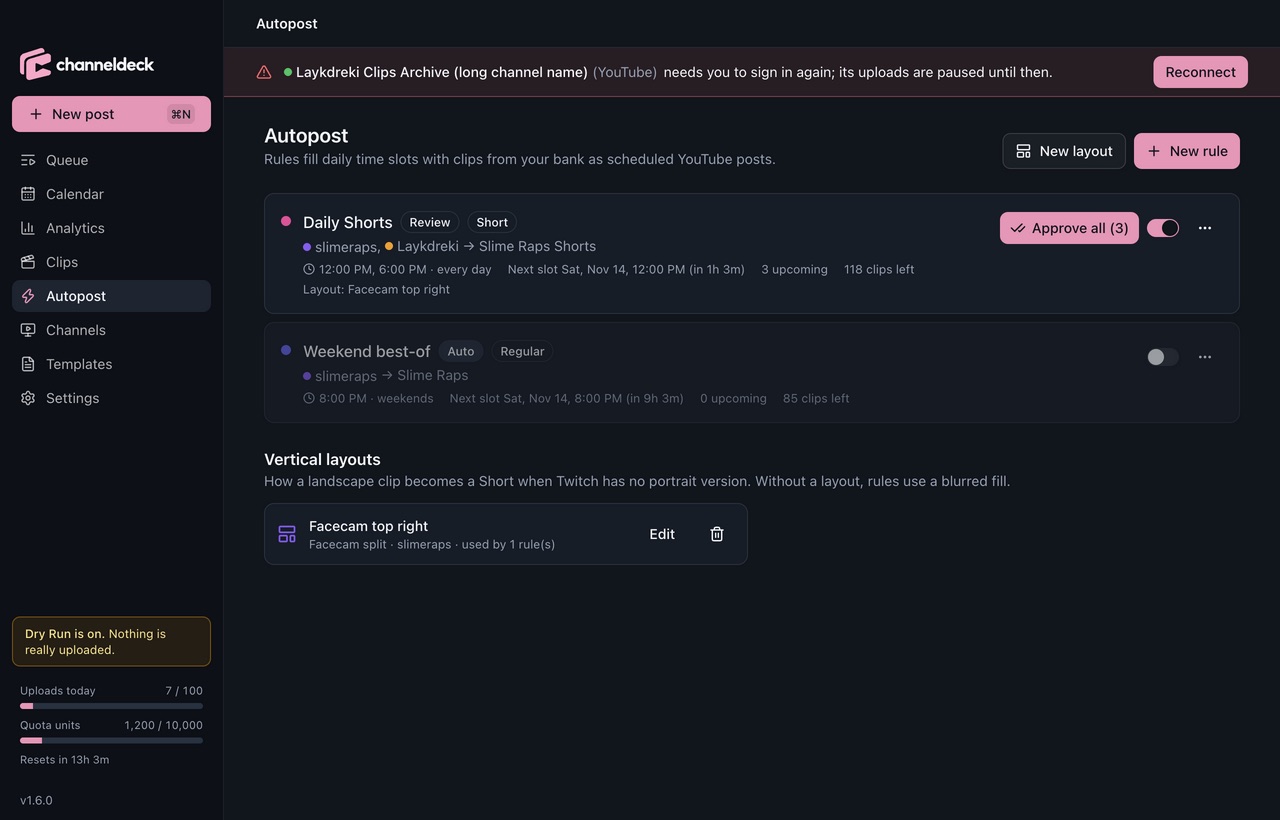 Autopost
channeldeck
Laykdreki Clips Archive (long channel name) (YouTube) needs you to sign in again; its uploads are paused until then.
Reconnect
New post ⌘N
Queue
Calendar
Analytics
Clips
Autopost
Channels
Templates
Settings
Dry Run is on. Nothing is
really uploaded.
Uploads today 7 / 100
Quota units 1,200 / 10,000
Resets in 13h 3m
v1.6.0
Autopost
Rules fill daily time slots with clips from your bank as scheduled YouTube posts.
New layout
New rule
Daily Shorts Review Short
slimeraps, Laykdreki → Slime Raps Shorts
12:00 PM, 6:00 PM · every day Next slot Sat, Nov 14, 12:00 PM (in 1h 3m) 3 upcoming 118 clips left
Layout: Facecam top right
Approve all (3)
Weekend best-of Auto Regular
slimeraps → Slime Raps
8:00 PM · weekends Next slot Sat, Nov 14, 8:00 PM (in 9h 3m) 0 upcoming 85 clips left
Vertical layouts
How a landscape clip becomes a Short when Twitch has no portrait version. Without a layout, rules use a blurred fill.
Facecam top right
Facecam split · slimeraps · used by 1 rule(s)
Edit